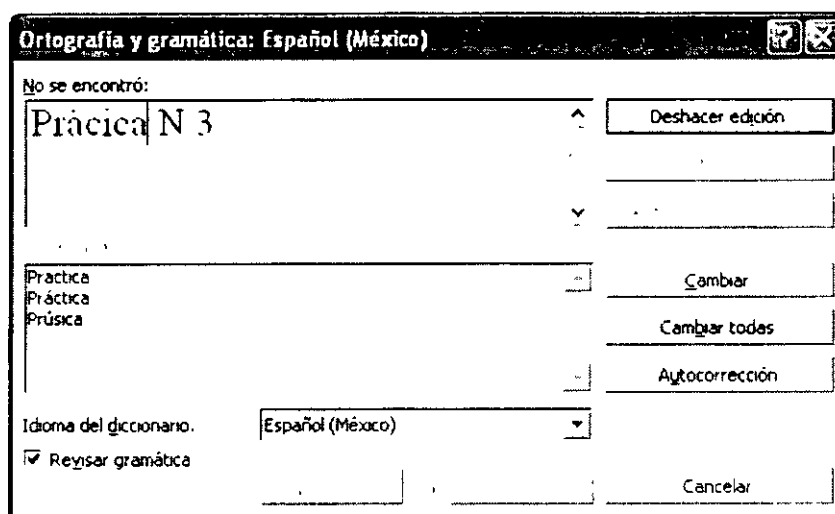 Ortografía y gramática: Español (México)
No se encontró:
Prácica N 3
Deshacer edición
Practica
Práctica
Prúsica
Cambiar
Cambiar todas
Autocorrección
Idioma del diccionario.
Español (México)
Revisar gramática
Cancelar